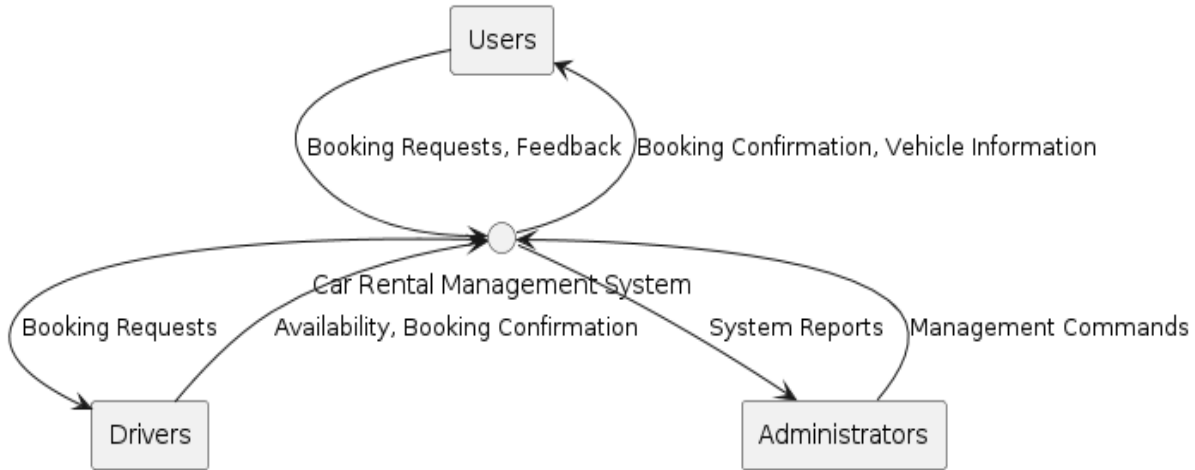 Users
Booking Requests, Feedback
Booking Confirmation, Vehicle Information
Car Rental Management System
Booking Requests
Availability, Booking Confirmation
System Reports
Management Commands
Drivers
Administrators